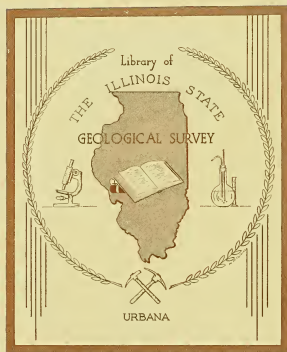 Library of
THE ILLINOIS STATE
GEOLOGICAL SURVEY
URBANA